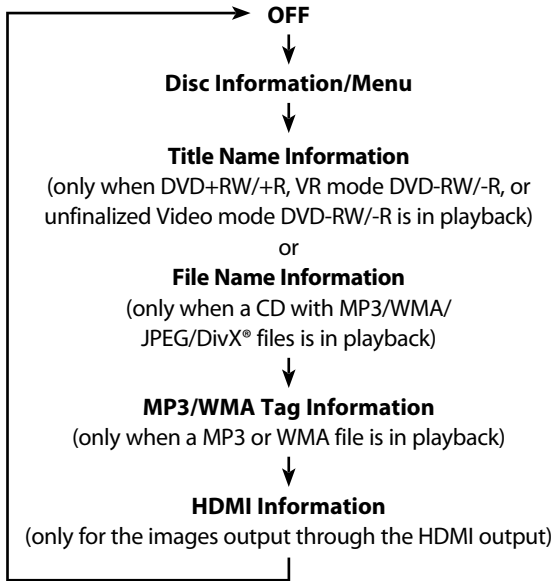 OFF
Disc Information/Menu
Title Name Information
(only when DVD+RW/+R, VR mode DVD-RW/-R, or
unfinalized Video mode DVD-RW/-R is in playback)
or
File Name Information
(only when a CD with MP3/WMA/
JPEG/DivX® files is in playback)
MP3/WMA Tag Information
(only when a MP3 or WMA file is in playback)
HDMI Information
(only for the images output through the HDMI output)